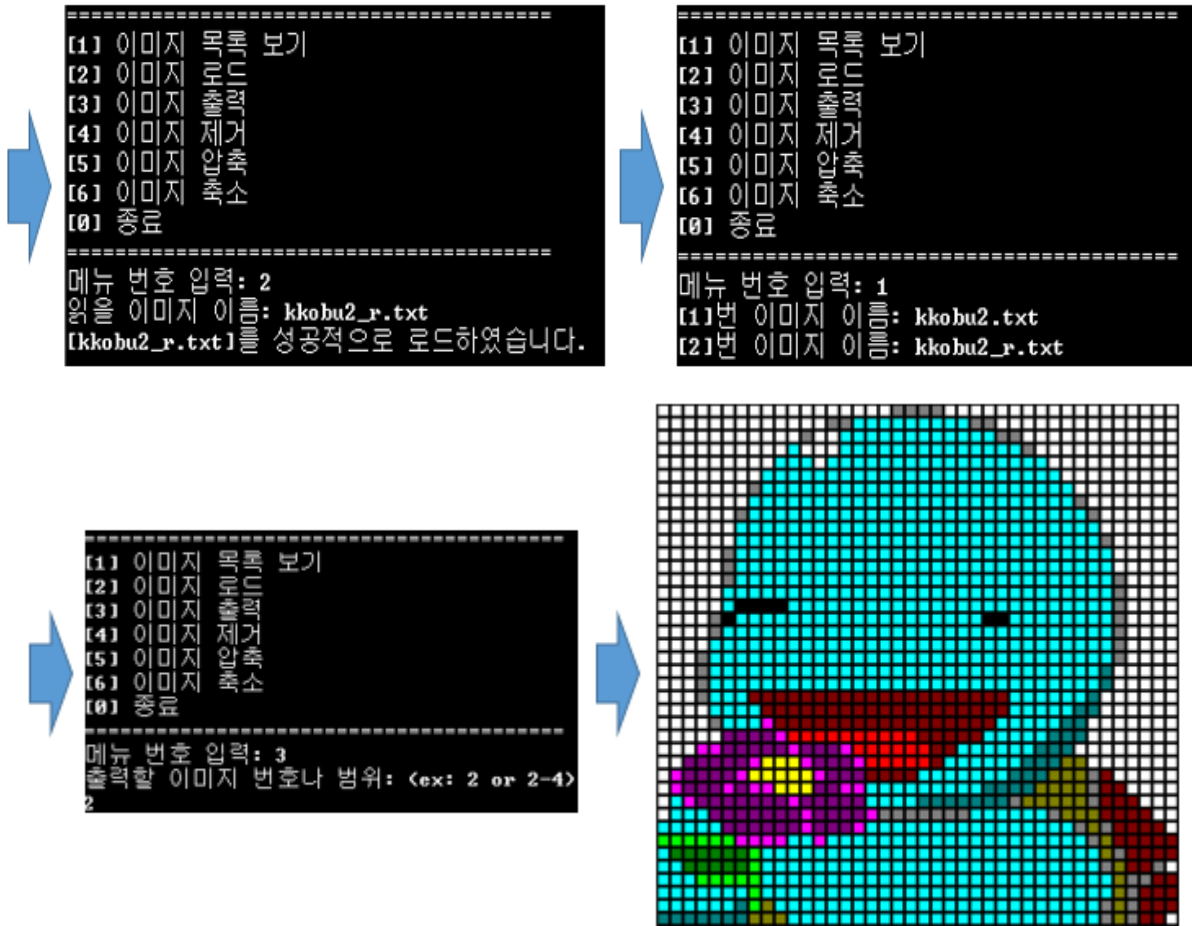 ========================================
[1] 이미지 목록 보기
[2] 이미지 로드
[3] 이미지 출력
[4] 이미지 제거
[5] 이미지 압축
[6] 이미지 축소
[0] 종료
========================================
메뉴 번호 입력: 2
읽을 이미지 이름: kkobu2_r.txt
[kkobu2_r.txt]를 성공적으로 로드하였습니다.
========================================
[1] 이미지 목록 보기
[2] 이미지 로드
[3] 이미지 출력
[4] 이미지 제거
[5] 이미지 압축
[6] 이미지 축소
[0] 종료
========================================
메뉴 번호 입력: 1
[1]번 이미지 이름: kkobu2.txt
[2]번 이미지 이름: kkobu2_r.txt
========================================
[1] 이미지 목록 보기
[2] 이미지 로드
[3] 이미지 출력
[4] 이미지 제거
[5] 이미지 압축
[6] 이미지 축소
[0] 종료
========================================
메뉴 번호 입력: 3
출력할 이미지 번호나 범위: (ex: 2 or 2-4)
2